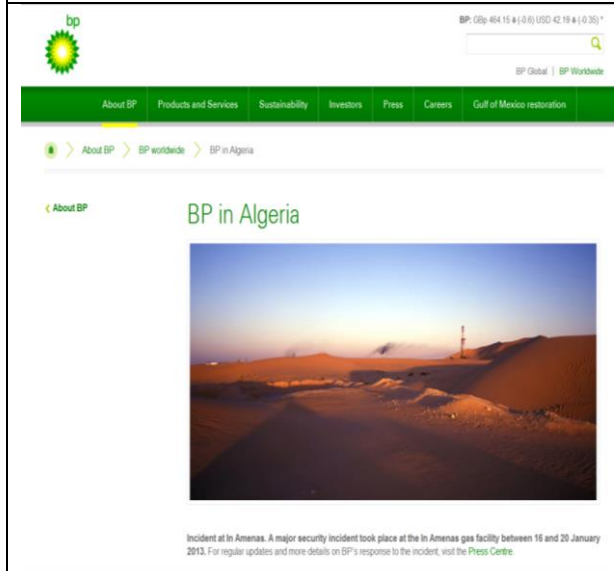 bp
BP: GBp 464.15 (-0.6) USD 42.19 (-0.35) *
BP Global | BP Worldwide
About BP Products and Services Sustainability Investors Press Careers Gulf of Mexico restoration
About BP BP worldwide BP in Algeria
About BP
BP in Algeria
Incident at In Amenas. A major security incident took place at the In Amenas gas facility between 16 and 20 January
2013. For regular updates and more details on BP's response to the incident, visit the Press Centre.